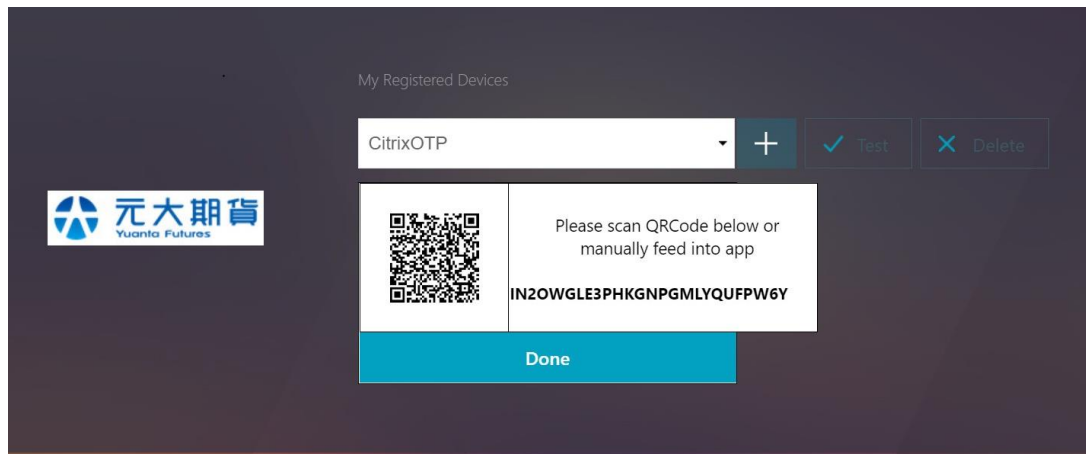 My Registered Devices
CitrixOTP
Test
Delete
元大期貨
Yuanta Futures
Please scan QRCode below or
manually feed into app
IN2OWGLE3PHKGNPGMLYQUFPW6Y
Done